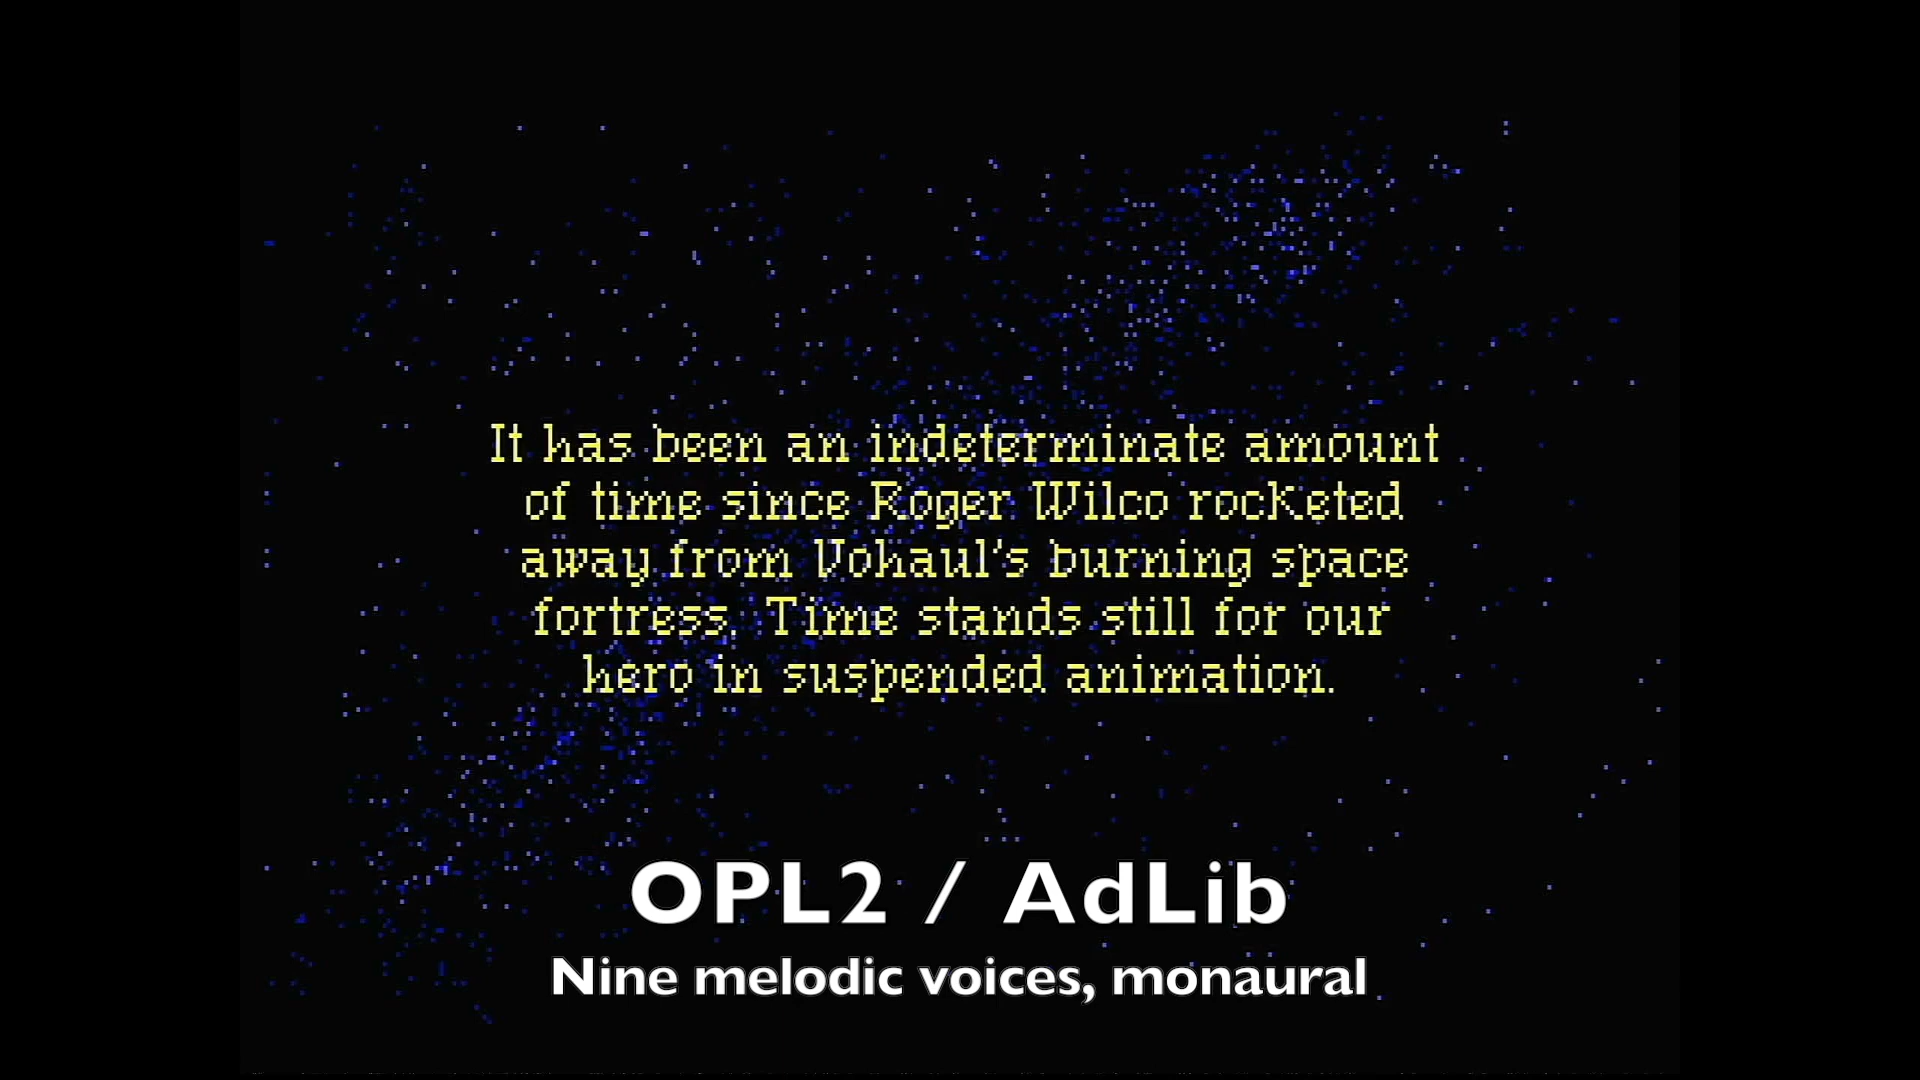 It has been an indeterminate amount
of time since Roger Wilco rocketed
away from Vohaul's burning space
fortress. Time stands still for our
hero in suspended animation.
OPL2 / AdLib
Nine melodic voices, monaural